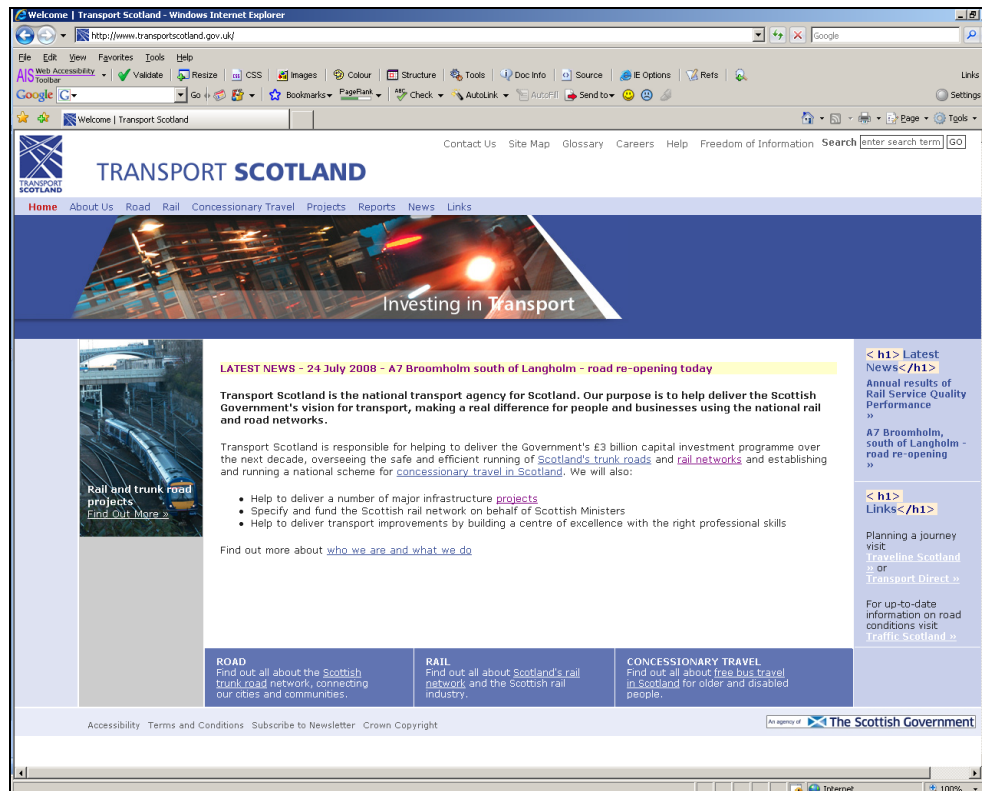 Welcome | Transport Scotland - Windows Internet Explorer
http://www.transportscotland.gov.uk/
Google
File Edit View Favorites Tools Help
AIS Web Accessibility Toolbar Validate Resize CSS Images Colour Structure Tools Doc Info Source IE Options Refs Links
Google G Go Bookmarks PageRank Check AutoLink AutoFill Send to Settings
Welcome | Transport Scotland Page Tools
Contact Us Site Map Glossary Careers Help Freedom of Information Search enter search term GO
TRANSPORT SCOTLAND
TRANSPORT SCOTLAND
Home About Us Road Rail Concessionary Travel Projects Reports News Links
Investing in Transport
LATEST NEWS - 24 July 2008 - A7 Broomholm south of Langholm - road re-opening today
Transport Scotland is the national transport agency for Scotland. Our purpose is to help deliver the Scottish
Government's vision for transport, making a real difference for people and businesses using the national rail
and road networks.
Transport Scotland is responsible for helping to deliver the Government's £3 billion capital investment programme over
the next decade, overseeing the safe and efficient running of Scotland's trunk roads and rail networks and establishing
and running a national scheme for concessionary travel in Scotland. We will also:
• Help to deliver a number of major infrastructure projects
• Specify and fund the Scottish rail network on behalf of Scottish Ministers
• Help to deliver transport improvements by building a centre of excellence with the right professional skills
Find out more about who we are and what we do
Rail and trunk road
projects
Find Out More »
<h1>Latest
News</h1>
Annual results of
Rail Service Quality
Performance
»
A7 Broomholm,
south of Langholm -
road re-opening
»
<h1>
Links</h1>
Planning a journey
visit
Traveline Scotland
» or
Transport Direct »
For up-to-date
information on road
conditions visit
Traffic Scotland »
ROAD
Find out all about the Scottish
trunk road network, connecting
our cities and communities.
RAIL
Find out all about Scotland's rail
network and the Scottish rail
industry.
CONCESSIONARY TRAVEL
Find out all about free bus travel
in Scotland for older and disabled
people.
Accessibility Terms and Conditions Subscribe to Newsletter Crown Copyright
An agency of The Scottish Government
Internet 100%